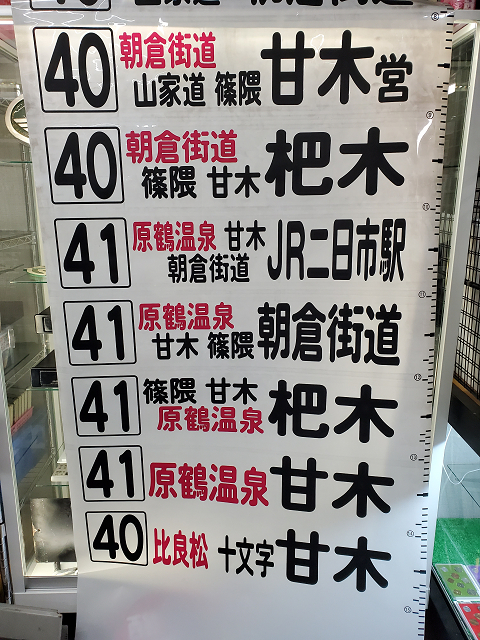 40 朝倉街道 山家道 篠隈 甘木営
40 朝倉街道 篠隈 甘木 杷木
41 原鶴温泉 甘木 朝倉街道 JR二日市駅
41 原鶴温泉 甘木 篠隈 朝倉街道
41 篠隈 甘木 原鶴温泉 杷木
41 原鶴温泉 甘木
40 比良松 十文字 甘木